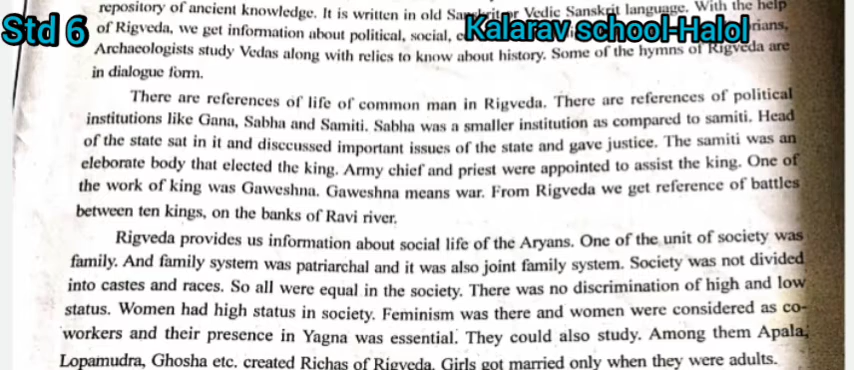 repository of ancient knowledge. It is written in old Sanskrit or Vedic Sanskrit language. With the help
Std 6
of Rigveda, we get information about political, social,
Kalarav school-Halol
Archaeologists study Vedas along with relics to know about history. Some of the hymns of Rigveda are
in dialogue form.
There are references of life of common man in Rigveda. There are references of political
institutions like Gana, Sabha and Samiti. Sabha was a smaller institution as compared to samiti. Head
of the state sat in it and disccussed important issues of the state and gave justice. The samiti was an
eleborate body that elected the king. Army chief and priest were appointed to assist the king. One of
the work of king was Gaweshna. Gaweshna means war. From Rigveda we get reference of battles
between ten kings, on the banks of Ravi river.
Rigveda provides us information about social life of the Aryans. One of the unit of society was
family. And family system was patriarchal and it was also joint family system. Society was not divided
into castes and races. So all were equal in the society. There was no discrimination of high and low
status. Women had high status in society. Feminism was there and women were considered as co-
workers and their presence in Yagna was essential. They could also study. Among them Apala,
Lopamudra, Ghosha etc. created Richas of Rigveda. Girls got married only when they were adults.